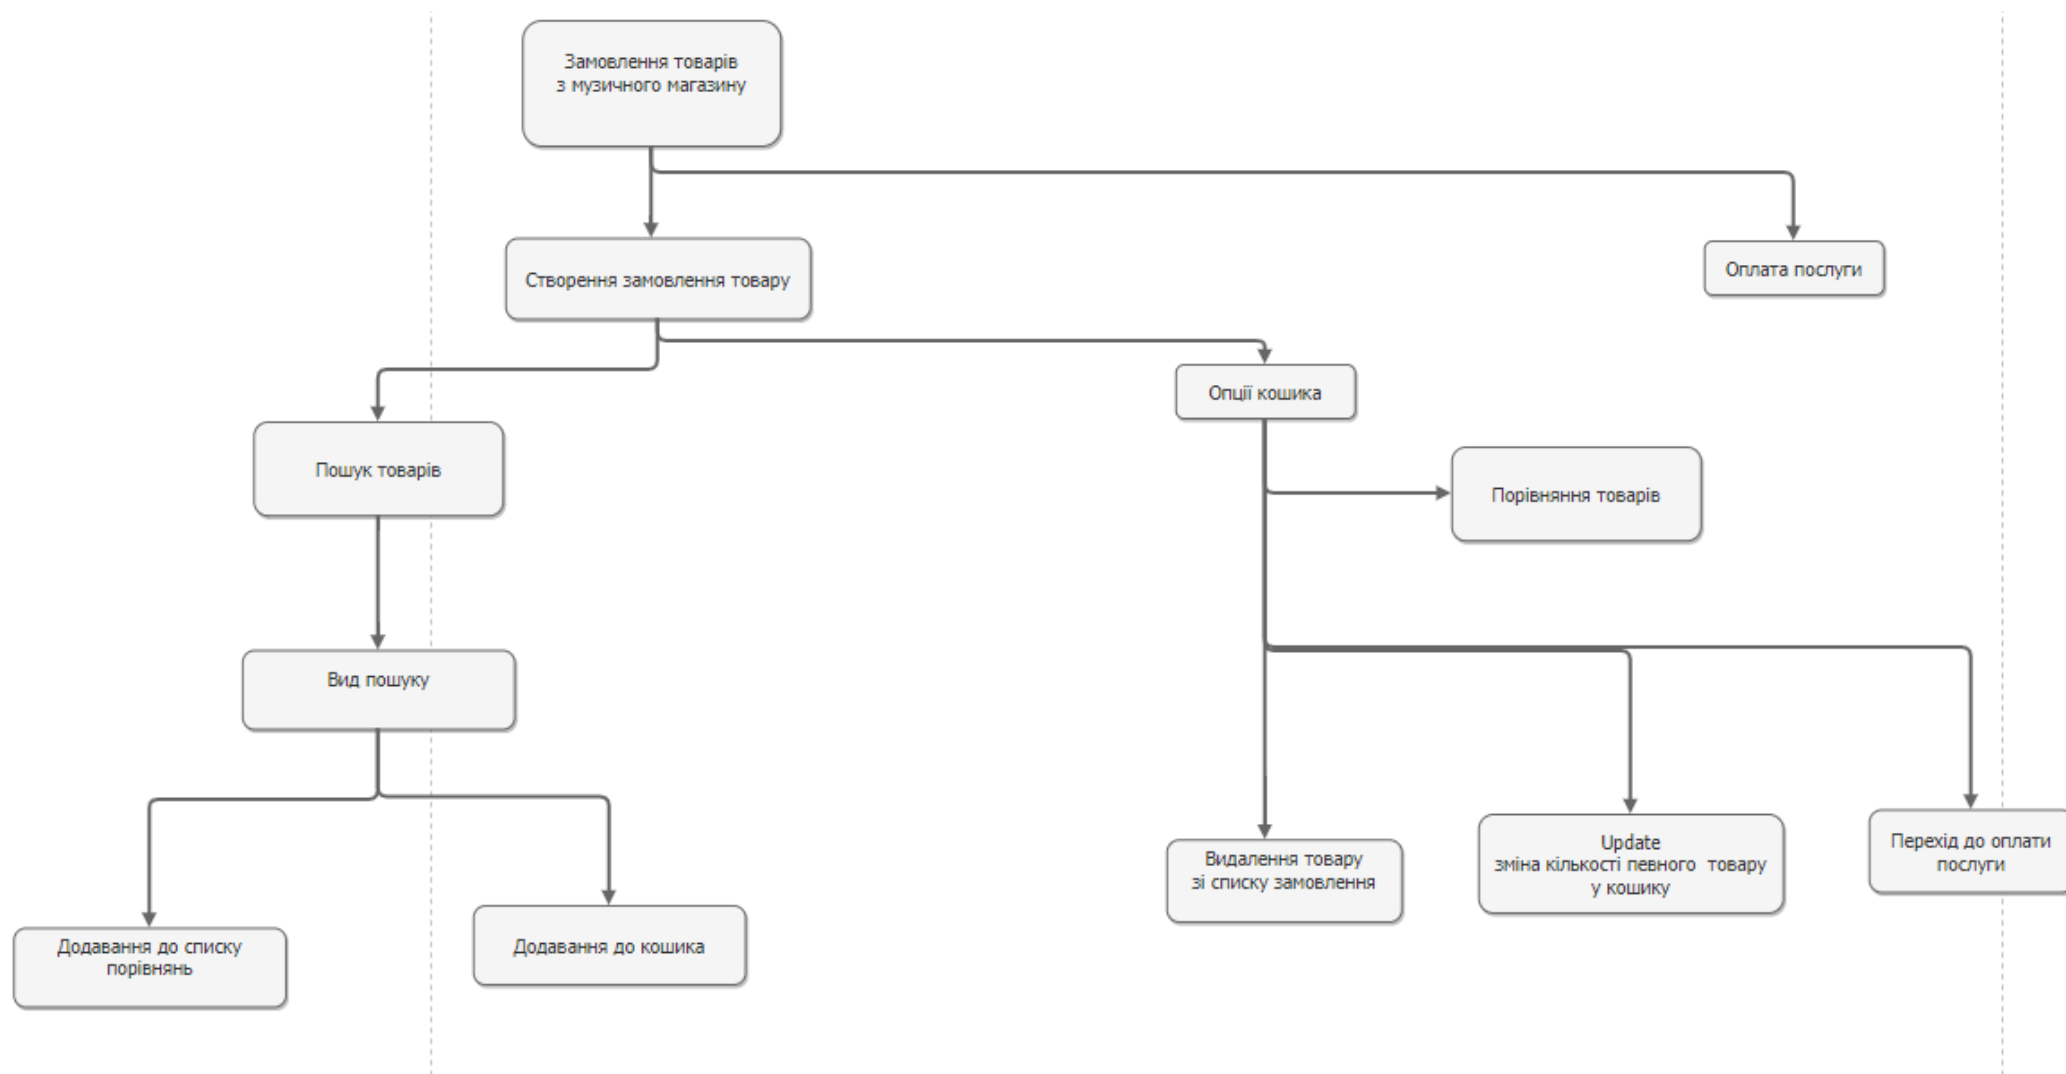 Замовлення товарів
з музичного магазину
Створення замовлення товару
Оплата послуги
Опції кошика
Пошук товарів
Порівняння товарів
Вид пошуку
Видалення товару
зі списку замовлення
Update
зміна кількості певного товару
у кошику
Перехід до оплати
послуги
Додавання до списку
порівнянь
Додавання до кошика